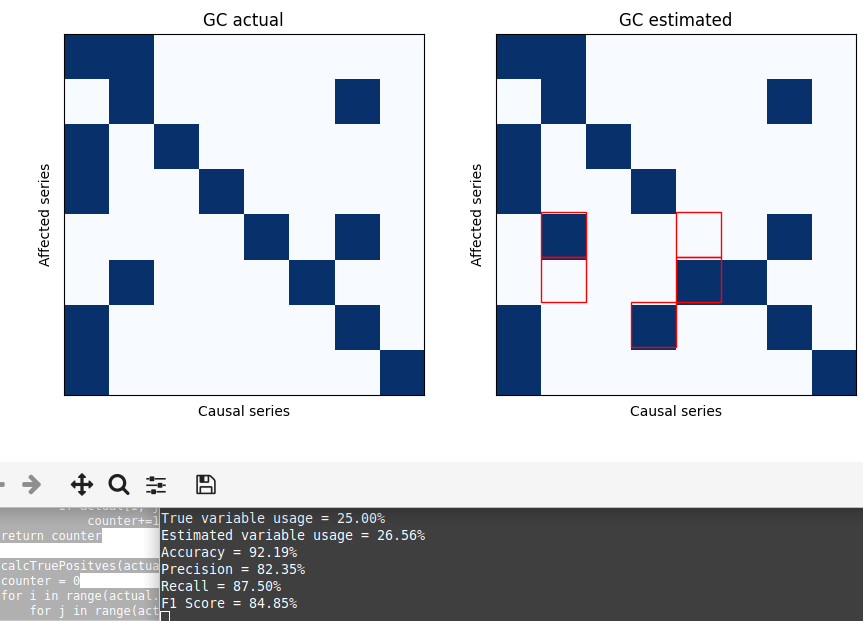 GC actual
GC estimated
Affected series
Affected series
Causal series
Causal series
counter+=1
return counter
calcTruePositves(actua
counter = 0
for i in range(actual.
for j in range(act
True variable usage = 25.00%
Estimated variable usage = 26.56%
Accuracy = 92.19%
Precision = 82.35%
Recall = 87.50%
F1 Score = 84.85%